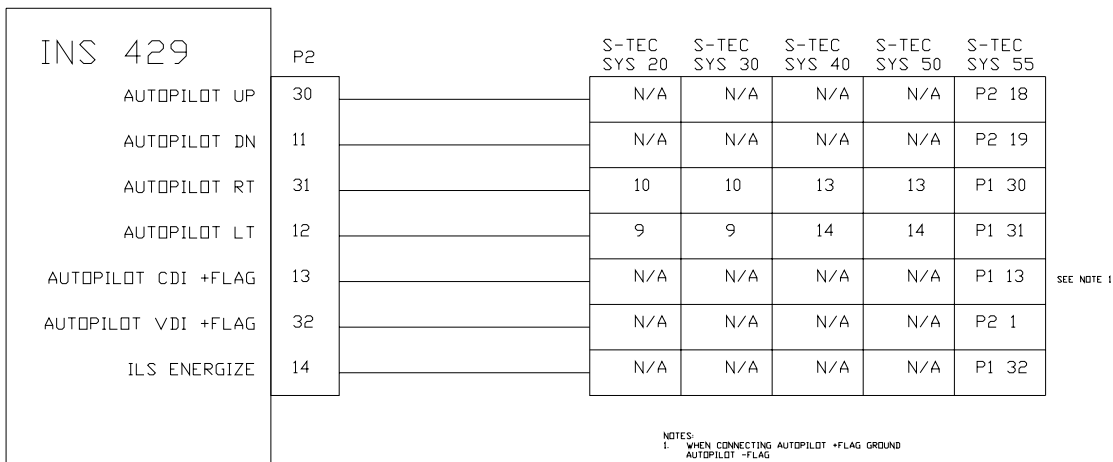 INS 429 P2 S-TEC SYS 20 S-TEC SYS 30 S-TEC SYS 40 S-TEC SYS 50 S-TEC SYS 55
AUTOPILOT UP 30 N/A N/A N/A N/A P2 18
AUTOPILOT DN 11 N/A N/A N/A N/A P2 19
AUTOPILOT RT 31 10 10 13 13 P1 30
AUTOPILOT LT 12 9 9 14 14 P1 31
AUTOPILOT CDI +FLAG 13 N/A N/A N/A N/A P1 13 SEE NOTE 1
AUTOPILOT VDI +FLAG 32 N/A N/A N/A N/A P2 1
ILS ENERGIZE 14 N/A N/A N/A N/A P1 32
NOTES:
1. WHEN CONNECTING AUTOPILOT +FLAG GROUND
AUTOPILOT -FLAG